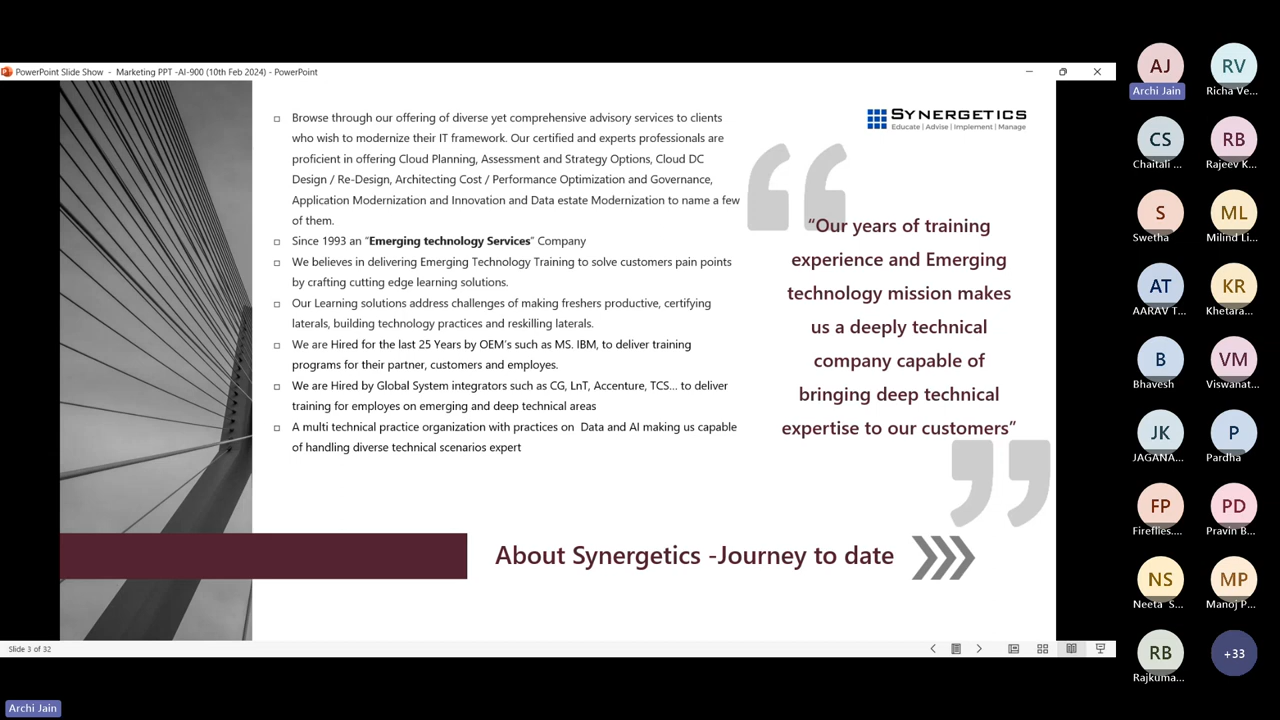 PowerPoint Slide Show - Marketing PPT -AI-900 (10th Feb 2024) - PowerPoint
Browse through our offering of diverse yet comprehensive advisory services to clients
who wish to modernize their IT framework. Our certified and experts professionals are
proficient in offering Cloud Planning, Assessment and Strategy Options, Cloud DC
Design / Re-Design, Architecting Cost / Performance Optimization and Governance,
Application Modernization and Innovation and Data estate Modernization to name a few
of them.
Since 1993 an “Emerging technology Services” Company
We believes in delivering Emerging Technology Training to solve customers pain points
by crafting cutting edge learning solutions.
Our Learning solutions address challenges of making freshers productive, certifying
laterals, building technology practices and reskilling laterals.
We are Hired for the last 25 Years by OEM’s such as MS. IBM, to deliver training
programs for their partner, customers and employes.
We are Hired by Global System integrators such as CG, LnT, Accenture, TCS... to deliver
training for employes on emerging and deep technical areas
A multi technical practice organization with practices on Data and AI making us capable
of handling diverse technical scenarios expert
SYNERGETICS
Educate | Advise | Implement | Manage
“Our years of training
experience and Emerging
technology mission makes
us a deeply technical
company capable of
bringing deep technical
expertise to our customers”
About Synergetics -Journey to date
Slide 3 of 32
AJ
Archi Jain
RV
Richa Ve...
CS
Chaitali ...
RB
Rajeev K...
S
Swetha
ML
Milind Li...
AT
AARAV T...
KR
Khetara...
B
Bhavesh
VM
Viswanat...
JK
JAGANA...
P
Pardha
FP
Fireflies....
PD
Pravin B...
NS
Neeta S...
MP
Manoj P...
RB
Rajkuma...
+33
Archi Jain